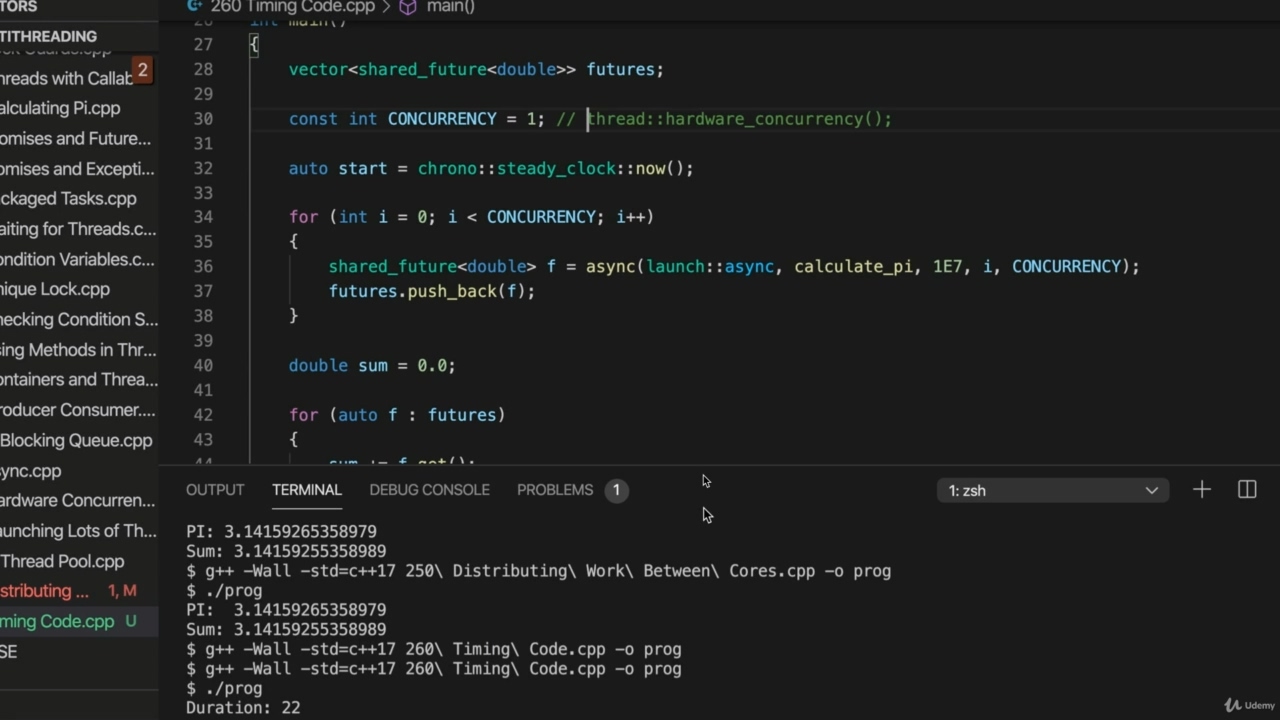 TORS
260 Timing Code.cpp > main()
TITHREADING
2
hreads with Callab
alculating Pi.cpp
omises and Future...
omises and Excepti...
ackaged Tasks.cpp
aiting for Threads.c...
ondition Variables.c...
nique Lock.cpp
hecking Condition S...
sing Methods in Thr...
ontainers and Threa...
roducer Consumer....
Blocking Queue.cpp
sync.cpp
ardware Concurren...
aunching Lots of Th...
Thread Pool.cpp
stributing ... 1, M
ming Code.cpp U
SE
26 int main()
27 {
28 vector<shared_future<double>> futures;
29
30 const int CONCURRENCY = 1; // thread::hardware_concurrency();
31
32 auto start = chrono::steady_clock::now();
33
34 for (int i = 0; i < CONCURRENCY; i++)
35 {
36 shared_future<double> f = async(launch::async, calculate_pi, 1E7, i, CONCURRENCY);
37 futures.push_back(f);
38 }
39
40 double sum = 0.0;
41
42 for (auto f : futures)
43 {
44 sum += f.get();
OUTPUT TERMINAL DEBUG CONSOLE PROBLEMS 1 1: zsh
PI: 3.14159265358979
Sum: 3.14159255358989
$ g++ -Wall -std=c++17 250\ Distributing\ Work\ Between\ Cores.cpp -o prog
$ ./prog
PI:  3.14159265358979
Sum: 3.14159255358989
$ g++ -Wall -std=c++17 260\ Timing\ Code.cpp -o prog
$ g++ -Wall -std=c++17 260\ Timing\ Code.cpp -o prog
$ ./prog
Duration: 22
Udemy